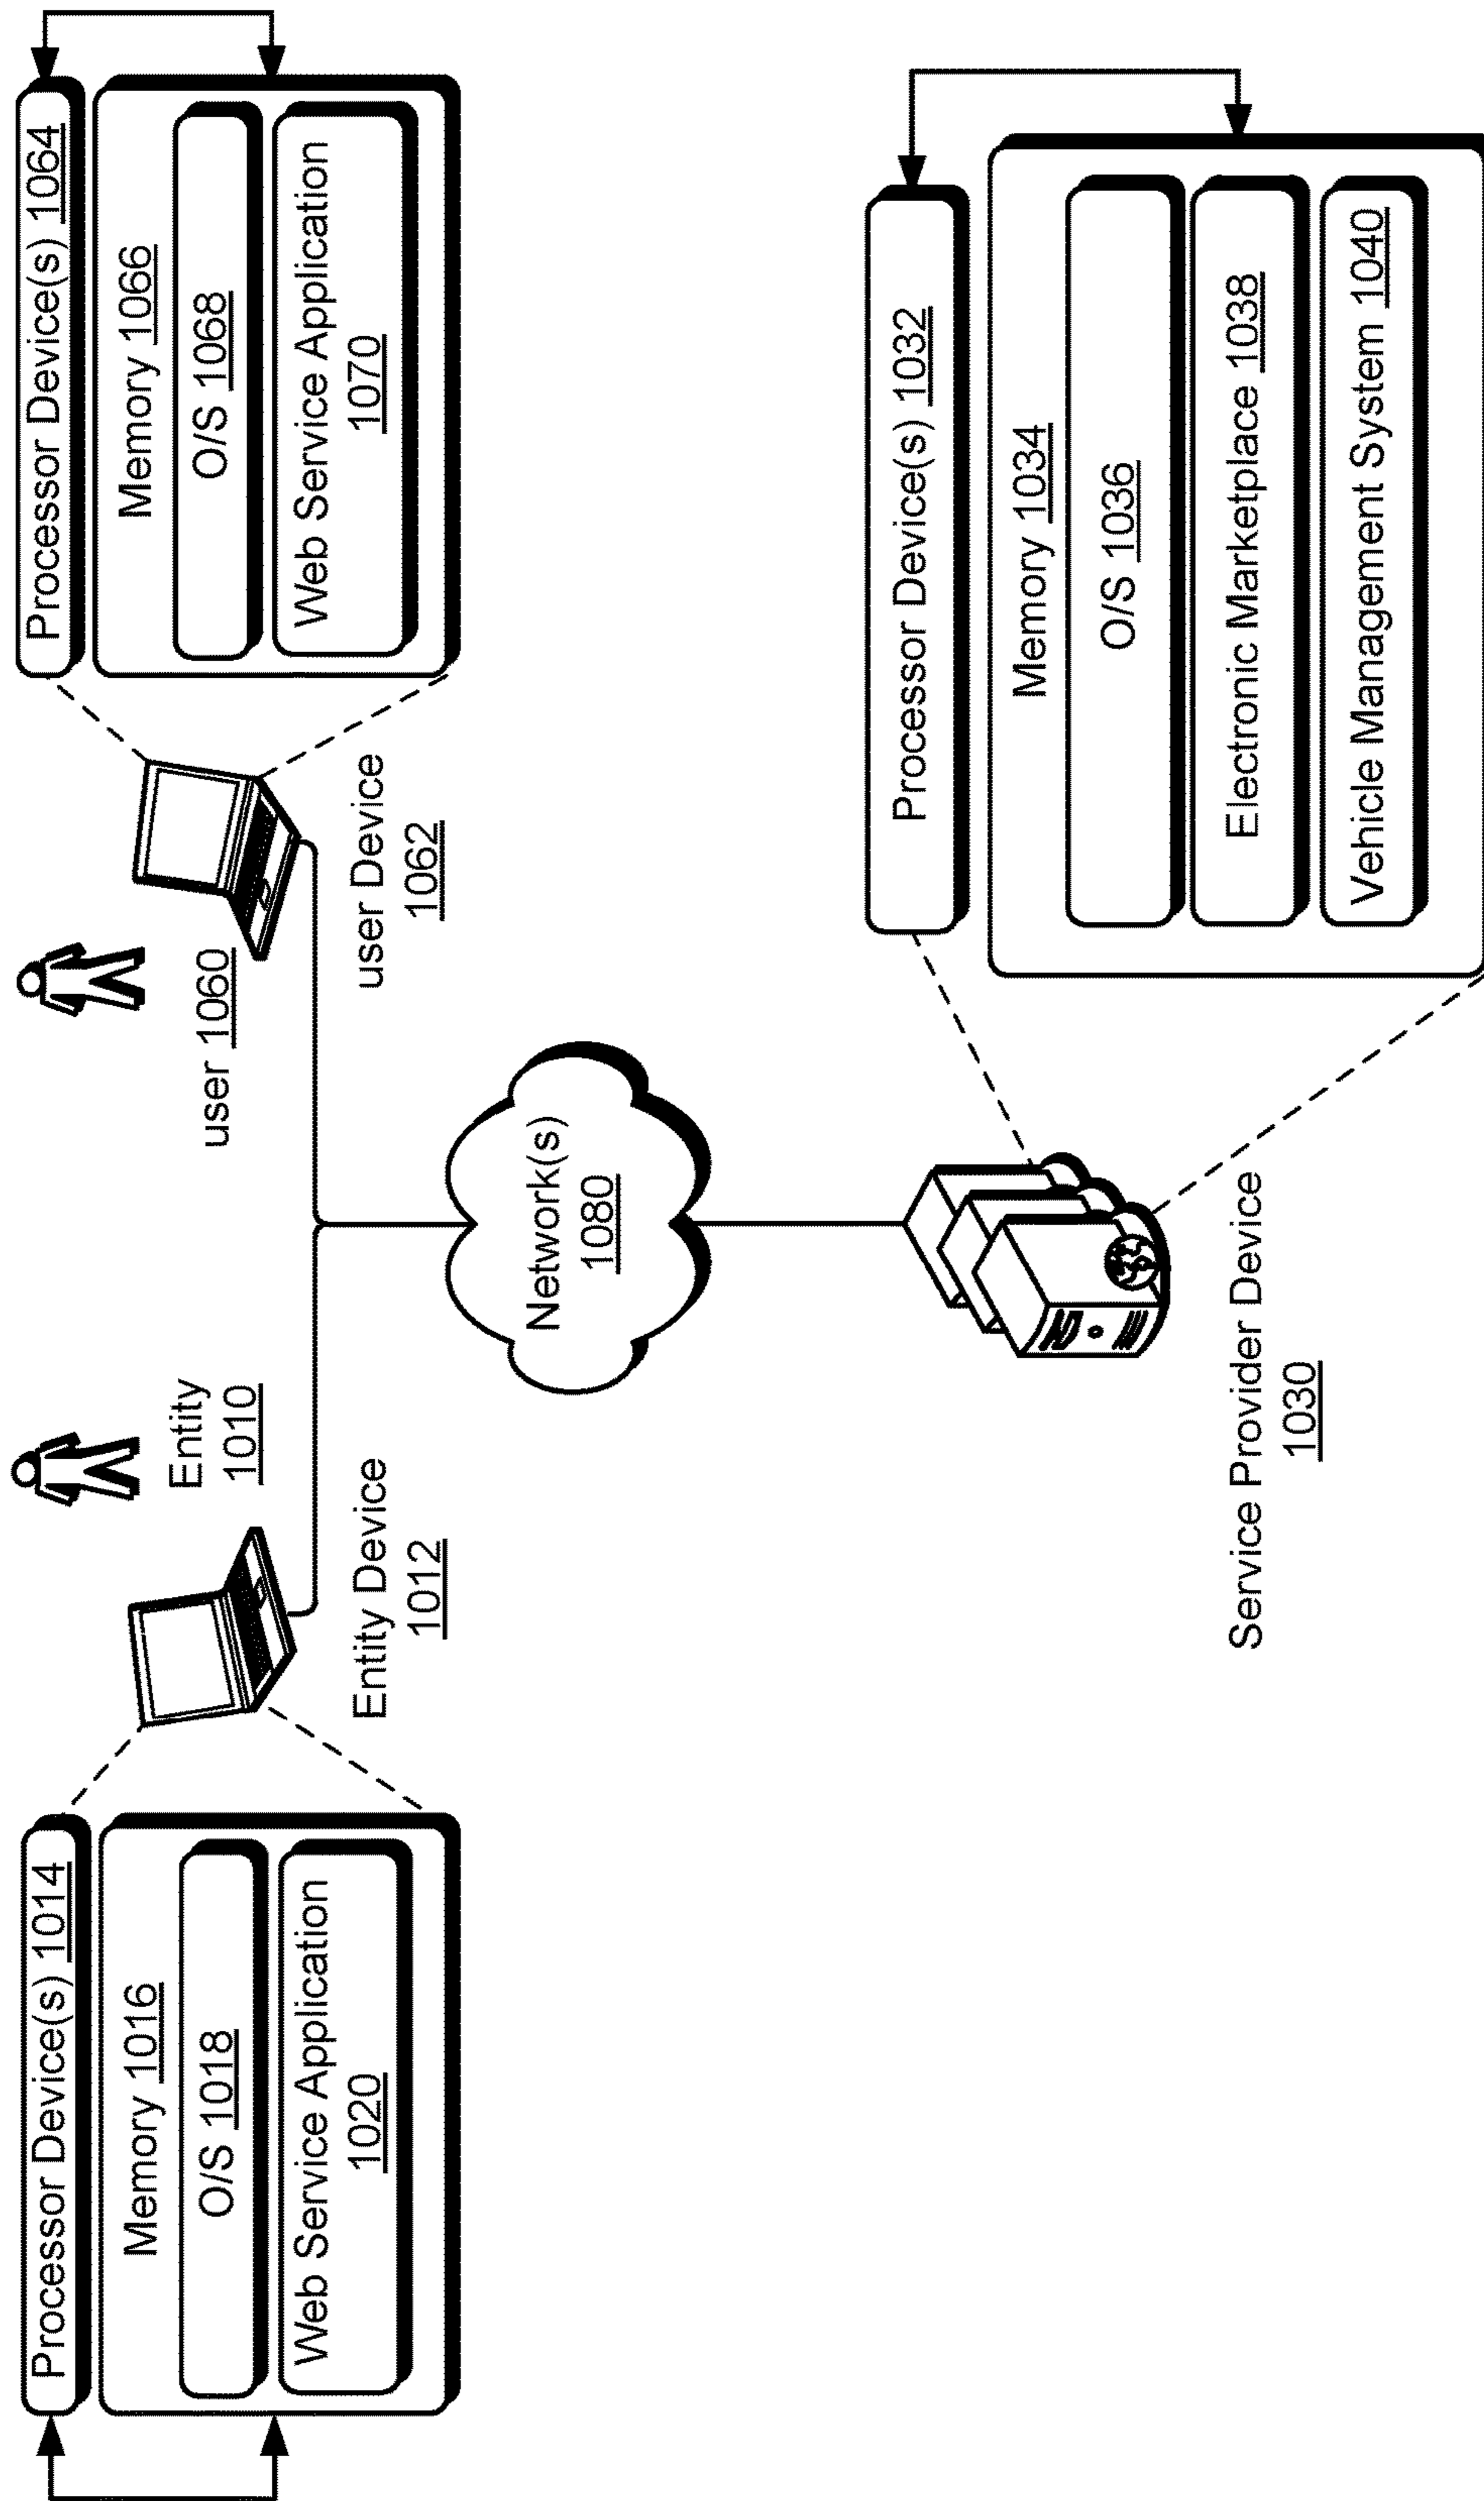 Processor Device(s) 1014
Memory 1016
O/S 1018
Web Service Application
1020
Entity
1010
Entity Device
1012
user 1060
user Device
1062
Processor Device(s) 1064
Memory 1066
O/S 1068
Web Service Application
1070
Network(s)
1080
Service Provider Device
1030
Processor Device(s) 1032
Memory 1034
O/S 1036
Electronic Marketplace 1038
Vehicle Management System 1040